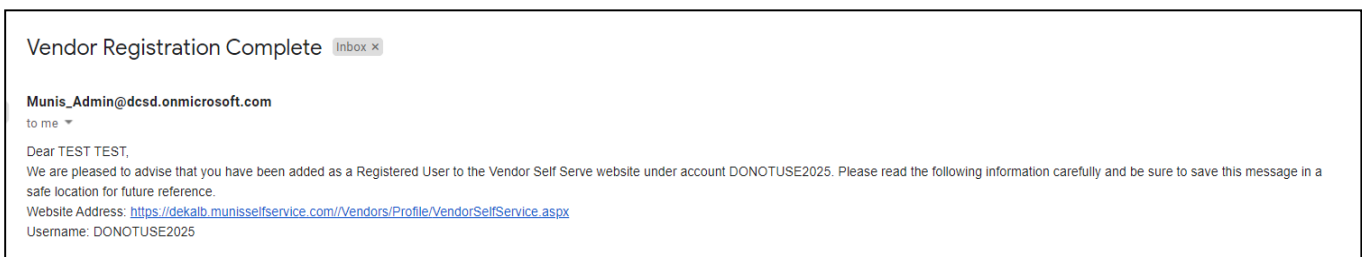 Vendor Registration Complete Inbox ×
Munis_Admin@dcsd.onmicrosoft.com
to me
Dear TEST TEST,
We are pleased to advise that you have been added as a Registered User to the Vendor Self Serve website under account DONOTUSE2025. Please read the following information carefully and be sure to save this message in a
safe location for future reference.
Website Address: https://dekalb.munisselfservice.com//Vendors/Profile/VendorSelfService.aspx
Username: DONOTUSE2025